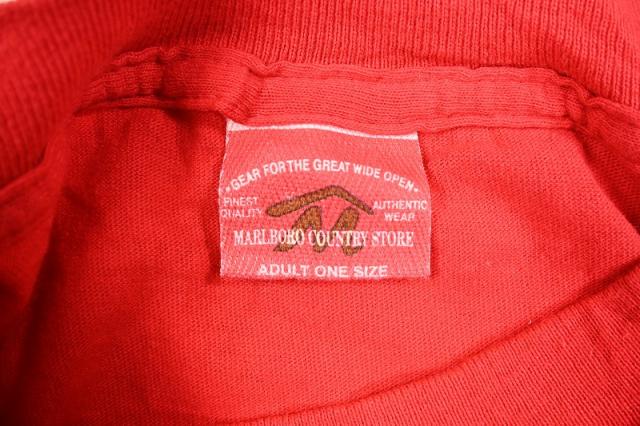 •GEAR FOR THE GREAT WIDE OPEN•
FINEST QUALITY
AUTHENTIC WEAR
M
MARLBORO COUNTRY STORE
ADULT ONE SIZE